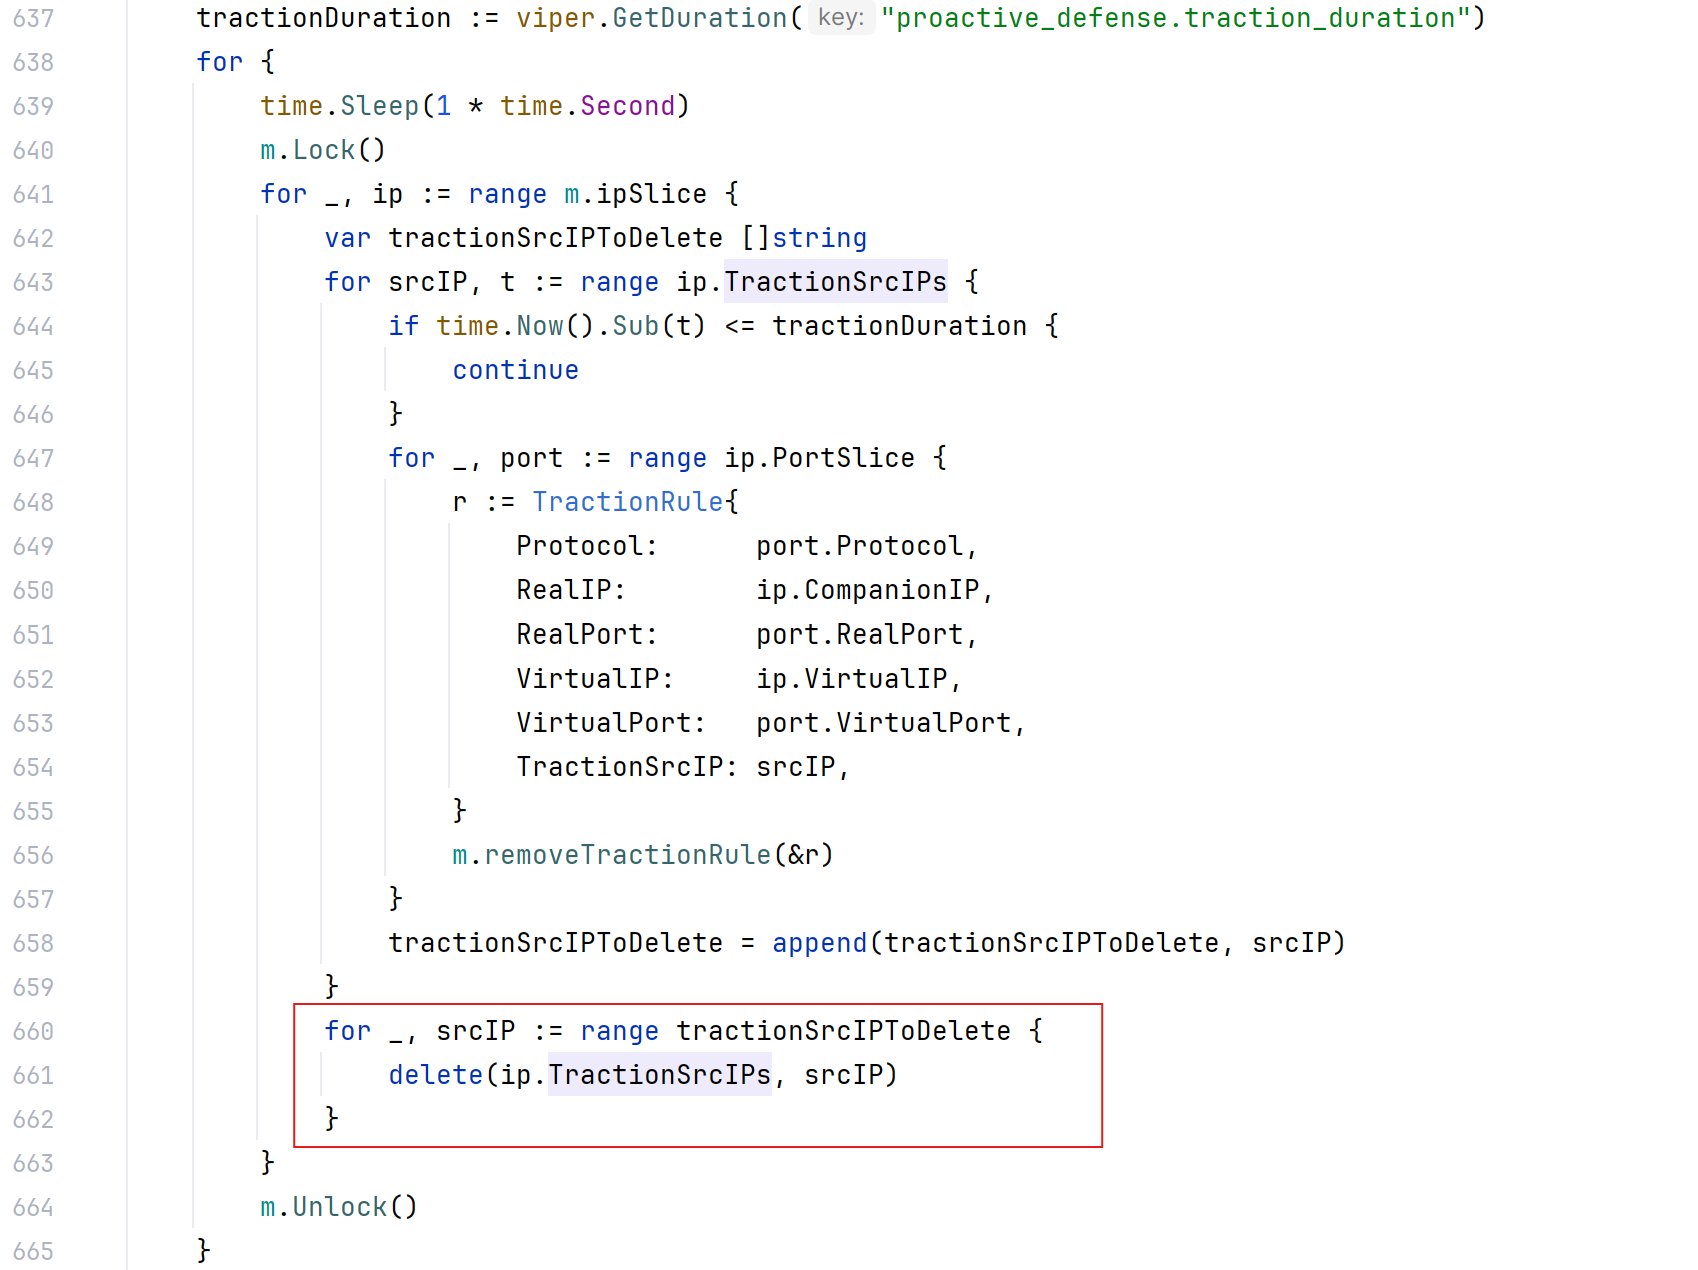 637 tractionDuration := viper.GetDuration( key: "proactive_defense.traction_duration")
638 for {
639 time.Sleep(1 * time.Second)
640 m.Lock()
641 for _, ip := range m.ipSlice {
642 var tractionSrcIPToDelete []string
643 for srcIP, t := range ip.TractionSrcIPs {
644 if time.Now().Sub(t) <= tractionDuration {
645 continue
646 }
647 for _, port := range ip.PortSlice {
648 r := TractionRule{
649 Protocol: port.Protocol,
650 RealIP: ip.CompanionIP,
651 RealPort: port.RealPort,
652 VirtualIP: ip.VirtualIP,
653 VirtualPort: port.VirtualPort,
654 TractionSrcIP: srcIP,
655 }
656 m.removeTractionRule(&r)
657 }
658 tractionSrcIPToDelete = append(tractionSrcIPToDelete, srcIP)
659 }
660 for _, srcIP := range tractionSrcIPToDelete {
661 delete(ip.TractionSrcIPs, srcIP)
662 }
663 }
664 m.Unlock()
665 }